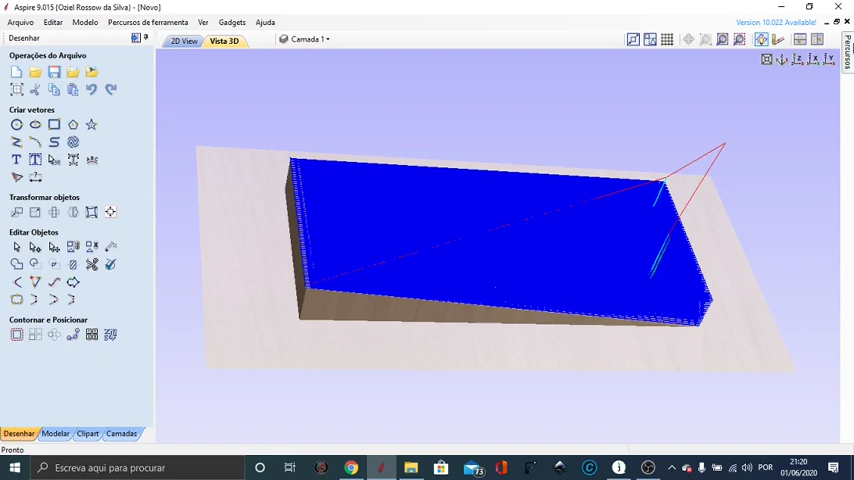 Aspire 9.015 (Oziel Rossow da Silva) - [Novo]
Arquivo Editar Modelo Percursos de ferramenta Ver Gadgets Ajuda
Version 10.022 Available!
Desenhar
2D View Vista 3D Camada 1
Operações do Arquivo
Criar vetores
Transformar objetos
Editar Objetos
Contornar e Posicionar
Percursos
Desenhar Modelar Clipart Camadas
Pronto
Escreve aqui para procurar
73
POR
21:20
01/06/2020